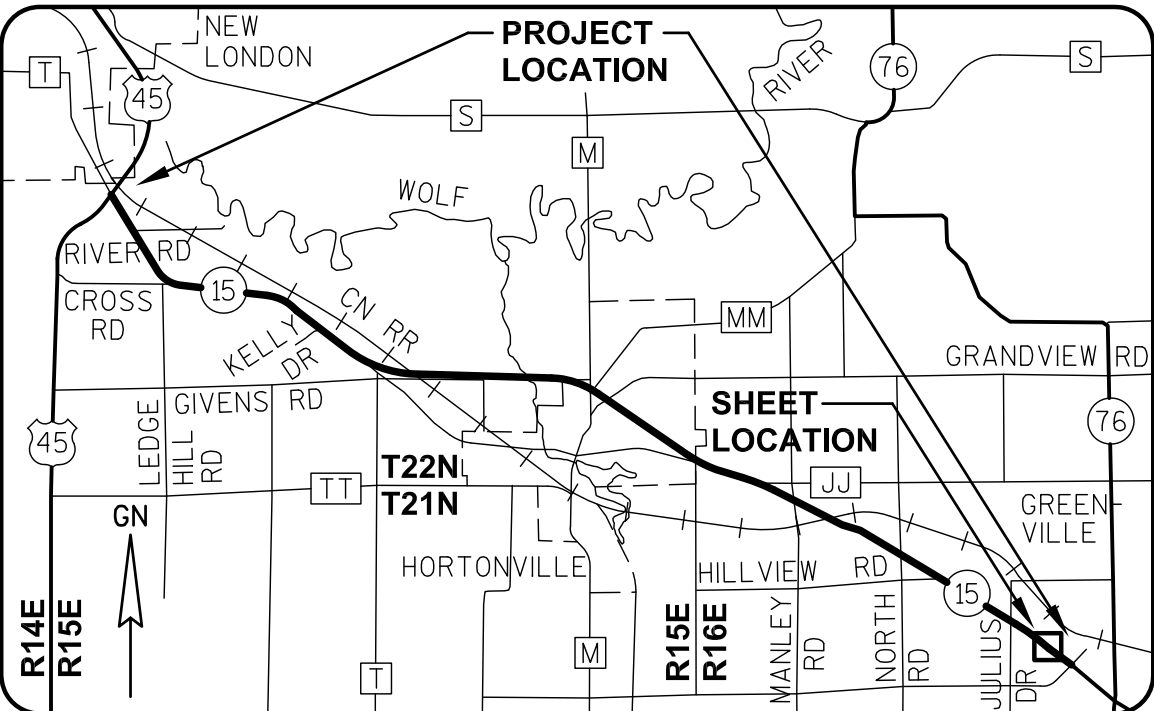 NEW
LONDON
PROJECT
LOCATION
T
45
S
RIVER
76
S
M
WOLF
RIVER RD
15
CROSS
RD
CN RR
KELLY
DR
MM
GRANDVIEW RD
GIVENS RD
LEDGE
HILL
RD
45
SHEET
LOCATION
76
T22N
T21N
TT
JJ
GREEN-
VILLE
GN
HORTONVILLE
HILLVIEW RD
15
R14E
R15E
R15E
R16E
MANLEY
RD
NORTH
RD
JULIUS
DR
T
M